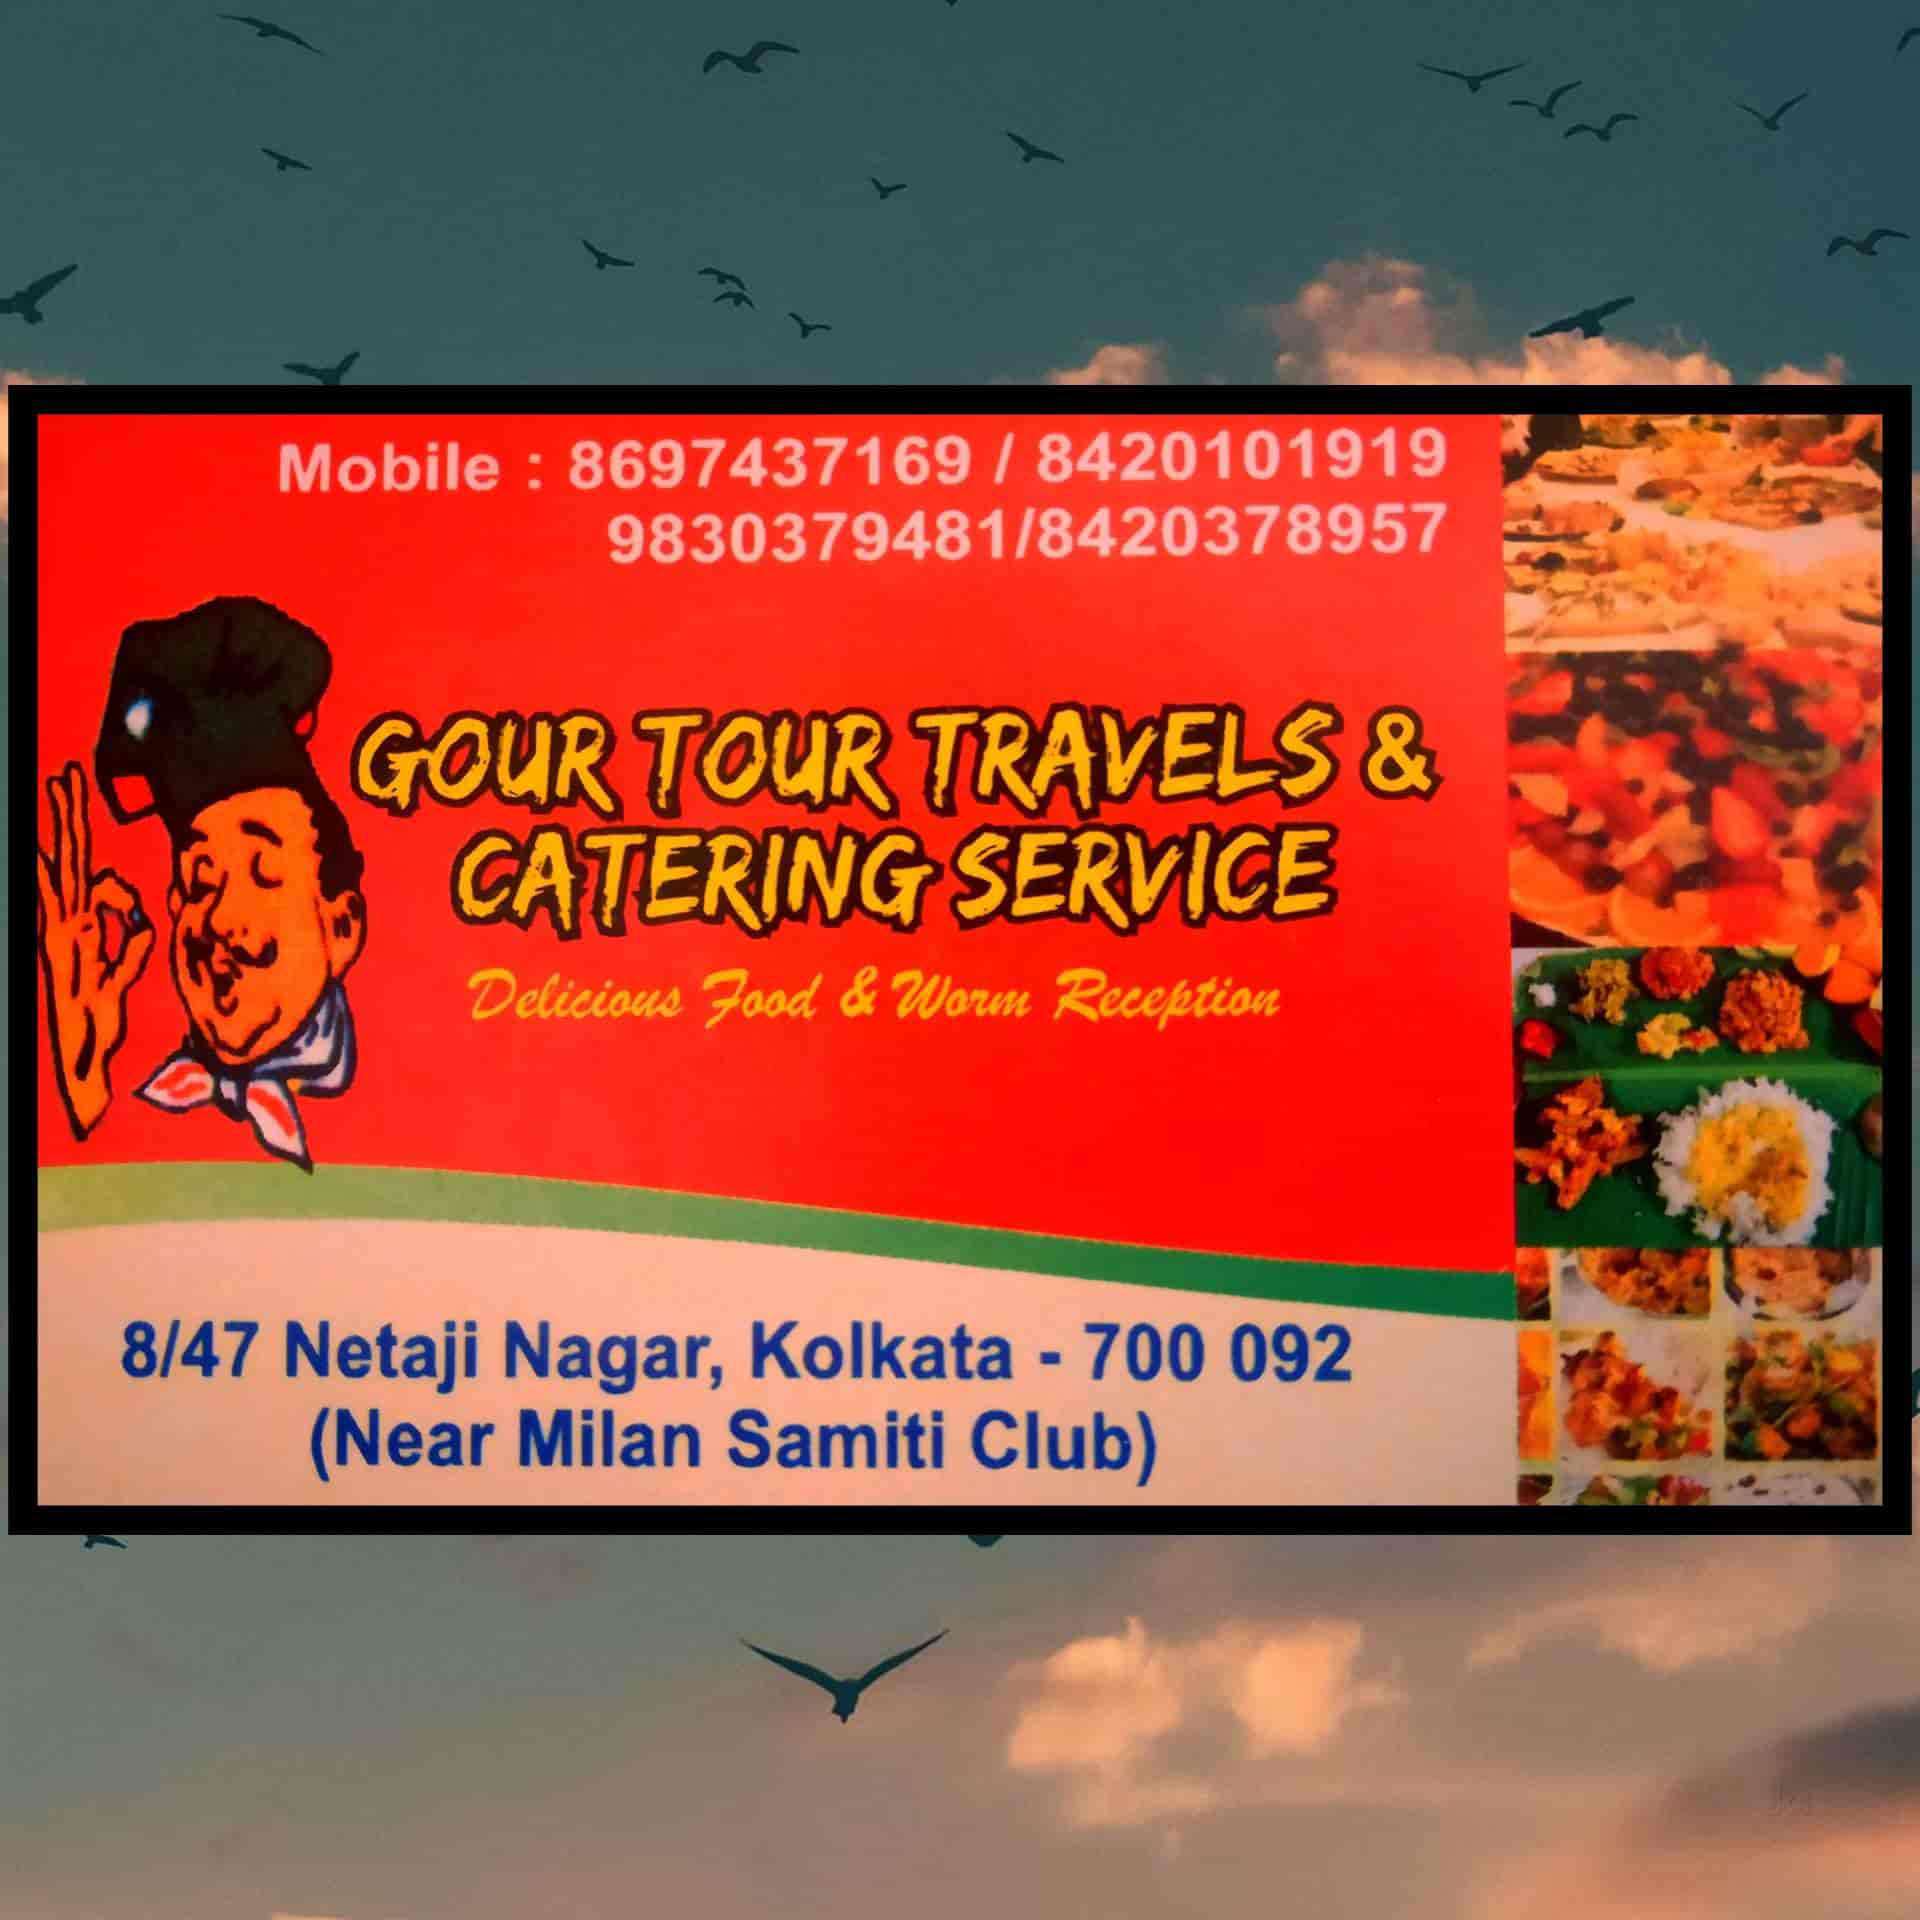 Mobile : 8697437169 / 8420101919
9830379481/8420378957
GOUR TOUR TRAVELS &
CATERING SERVICE
Delicious Food & Worm Reception
8/47 Netaji Nagar, Kolkata - 700 092
(Near Milan Samiti Club)